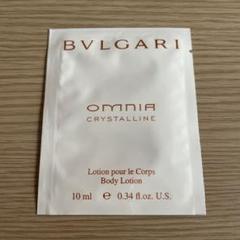 BVLGARI
OMNIA
CRYSTALLINE
Lotion pour le Corps
Body Lotion
10 ml e 0.34 fl.oz. U.S.